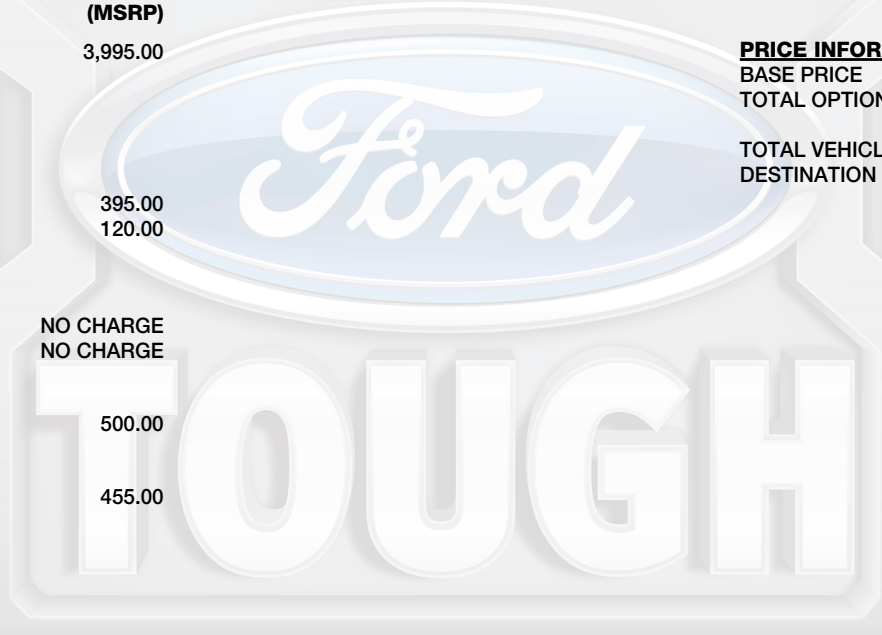 (MSRP)
3,995.00
395.00
120.00
NO CHARGE
NO CHARGE
500.00
455.00
PRICE INFOR
BASE PRICE
TOTAL OPTION
TOTAL VEHICL
DESTINATION
Ford
TOUGH